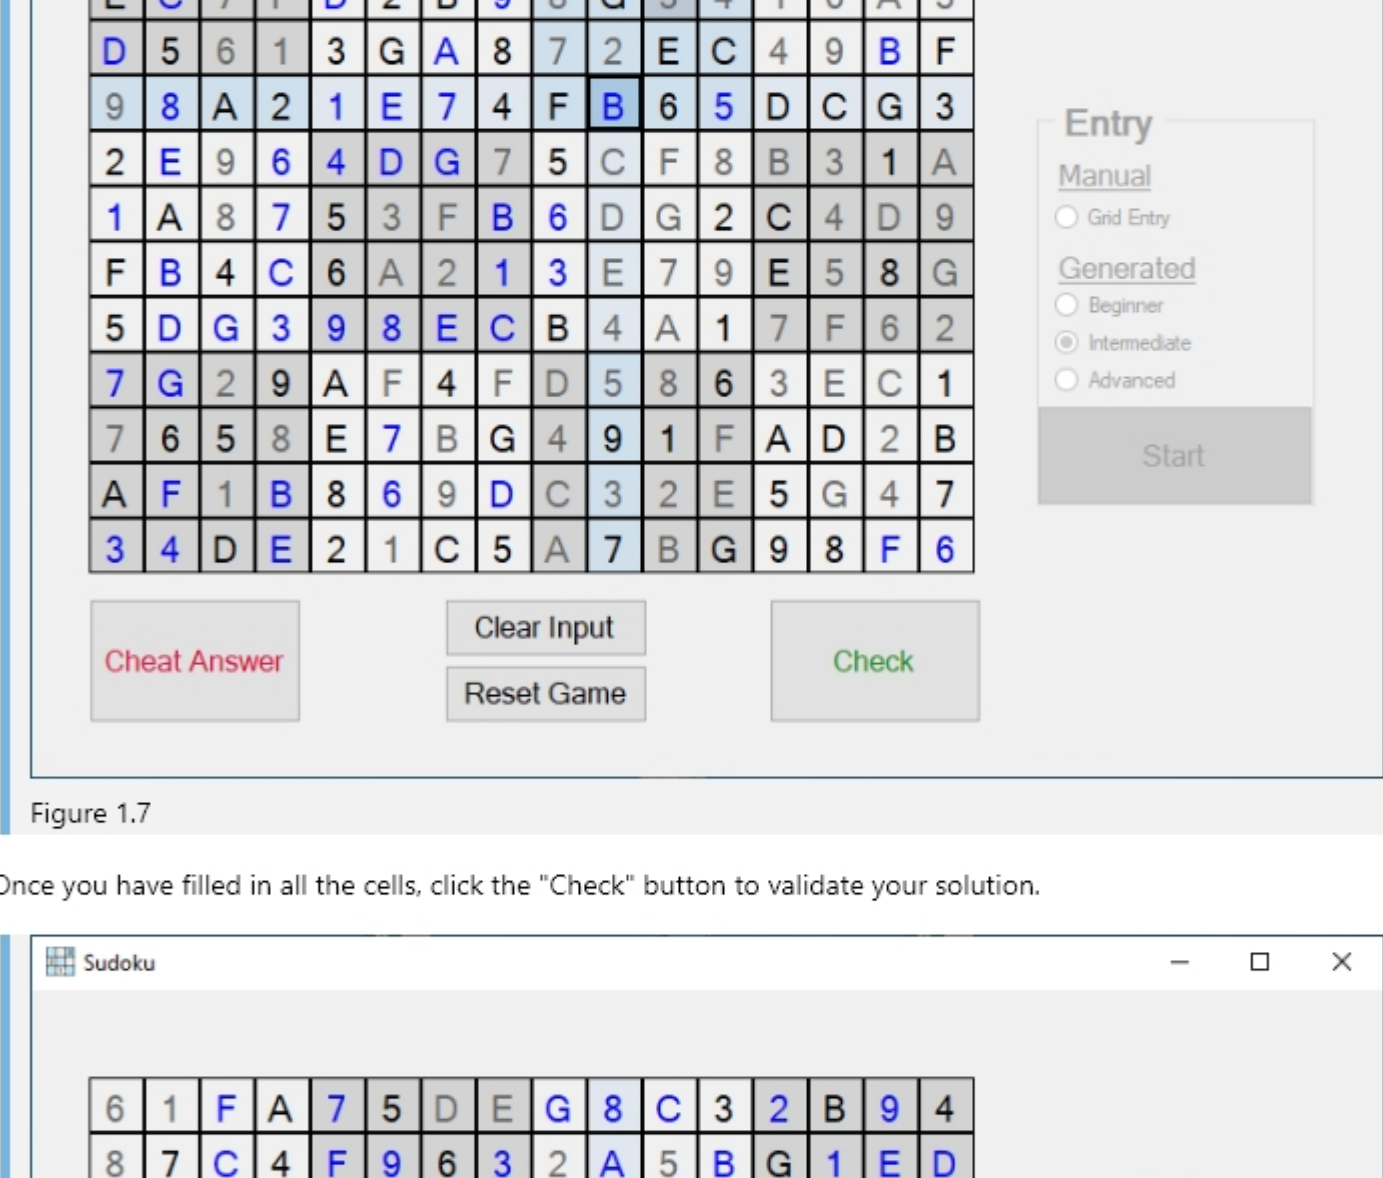 D 5 6 1 3 G A 8 7 2 E C 4 9 B F
9 8 A 2 1 E 7 4 F B 6 5 D C G 3
2 E 9 6 4 D G 7 5 C F 8 B 3 1 A
1 A 8 7 5 3 F B 6 D G 2 C 4 D 9
F B 4 C 6 A 2 1 3 E 7 9 E 5 8 G
5 D G 3 9 8 E C B 4 A 1 7 F 6 2
7 G 2 9 A F 4 F D 5 8 6 3 E C 1
7 6 5 8 E 7 B G 4 9 1 F A D 2 B
A F 1 B 8 6 9 D C 3 2 E 5 G 4 7
3 4 D E 2 1 C 5 A 7 B G 9 8 F 6
Entry
Manual
Grid Entry
Generated
Beginner
Intermediate
Advanced
Start
Cheat Answer
Clear Input
Reset Game
Check
Figure 1.7
Once you have filled in all the cells, click the "Check" button to validate your solution.
Sudoku
6 1 F A 7 5 D E G 8 C 3 2 B 9 4
8 7 C 4 F 9 6 3 2 A 5 B G 1 E D